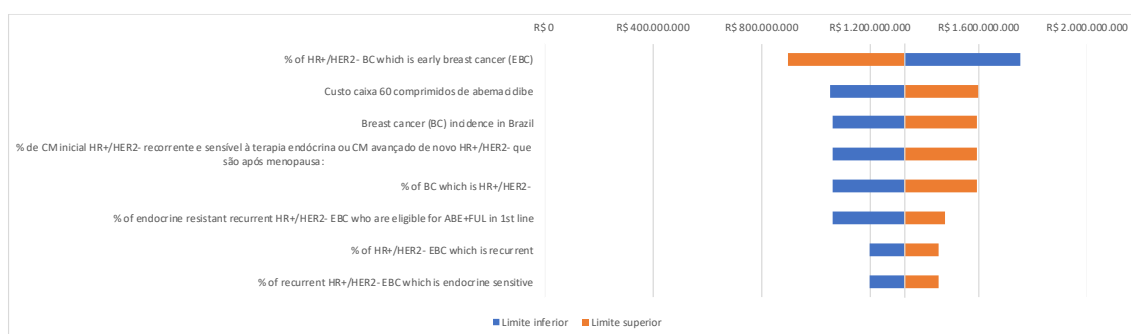 R$ 0 R$ 400.000.000 R$ 800.000.000 R$ 1.200.000.000 R$ 1.600.000.000 R$ 2.000.000.000
% of HR+/HER2- BC which is early breast cancer (EBC)
Custo caixa 60 comprimidos de abemacidibe
Breast cancer (BC) incidence in Brazil
% de CM inicial HR+/HER2- recorrente e sensível à terapia endócrina ou CM avançado de novo HR+/HER2- que
são após menopausa:
% of BC which is HR+/HER2-
% of endocrine resistant recurrent HR+/HER2- EBC who are eligible for ABE+FUL in 1st line
% of HR+/HER2- EBC which is recurrent
% of recurrent HR+/HER2- EBC which is endocrine sensitive
Limite inferior Limite superior